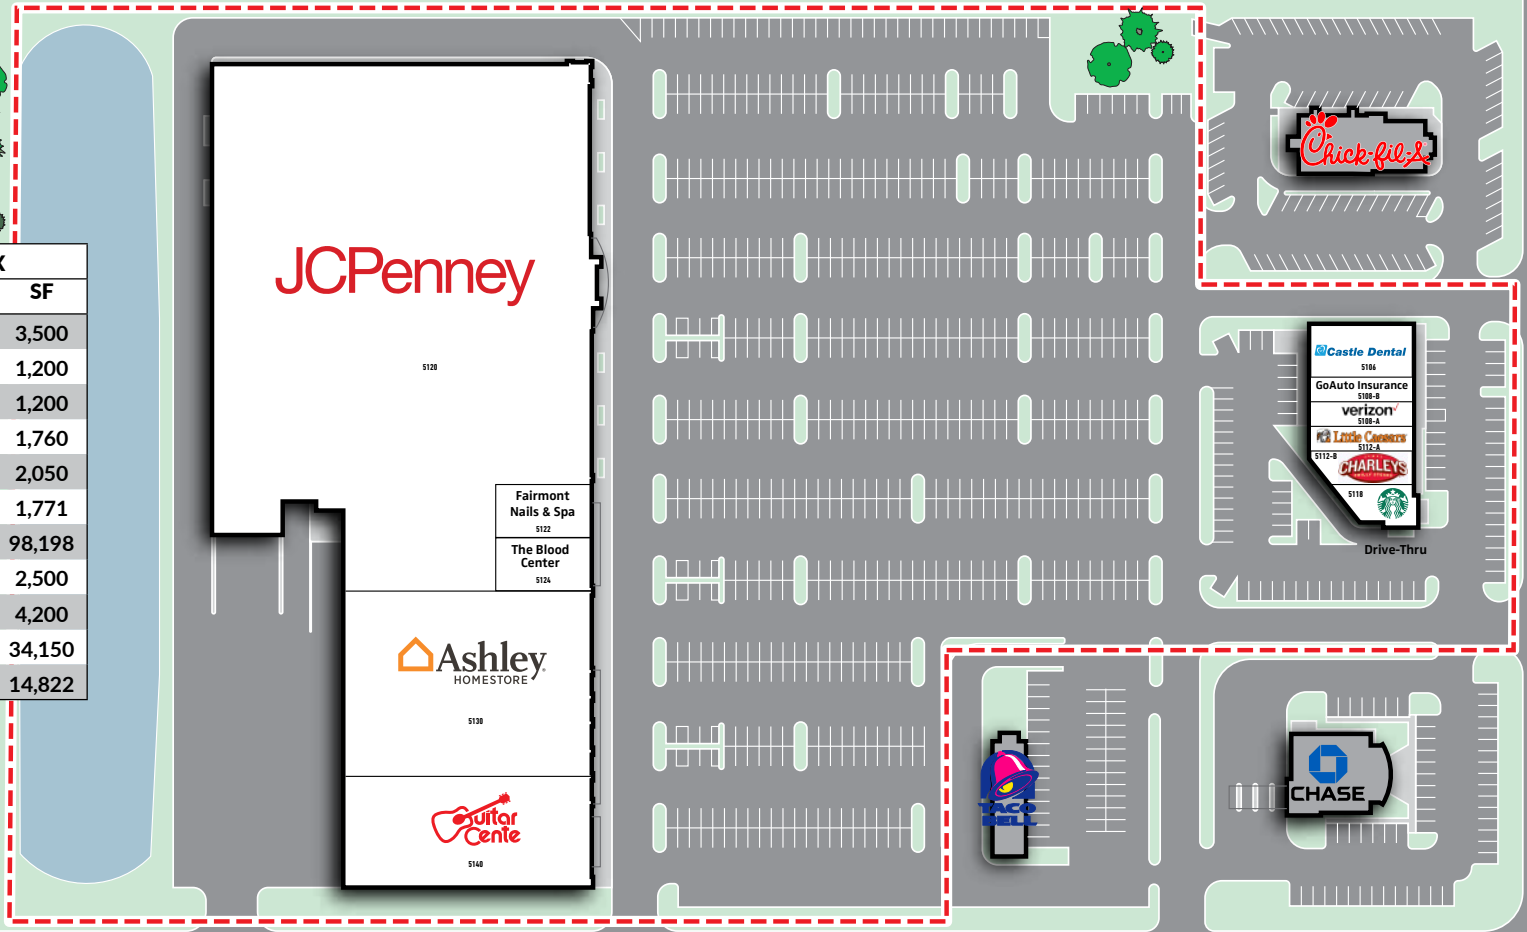 X
SF
3,500
1,200
1,200
1,760
2,050
1,771
98,198
2,500
4,200
34,150
14,822
JCPenney
5120
Fairmont
Nails & Spa
5122
The Blood
Center
5124
Ashley
HOMESTORE
5130
Guitar
Cente
5140
Chick-fil-A
Castle Dental
5106
GoAuto Insurance
5108-B
verizon
5108-A
Little Caesars
5112-A
5112-B
CHARLEYS
5118
Drive-Thru
TACO
BELL
CHASE